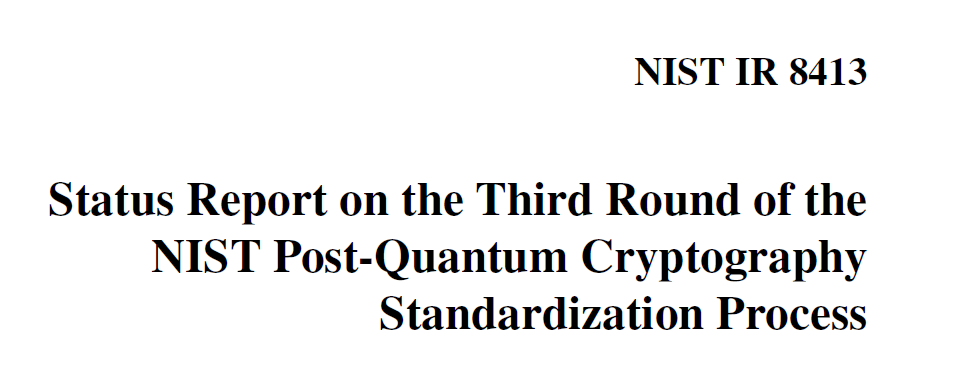 NIST IR 8413
Status Report on the Third Round of the
NIST Post-Quantum Cryptography
Standardization Process